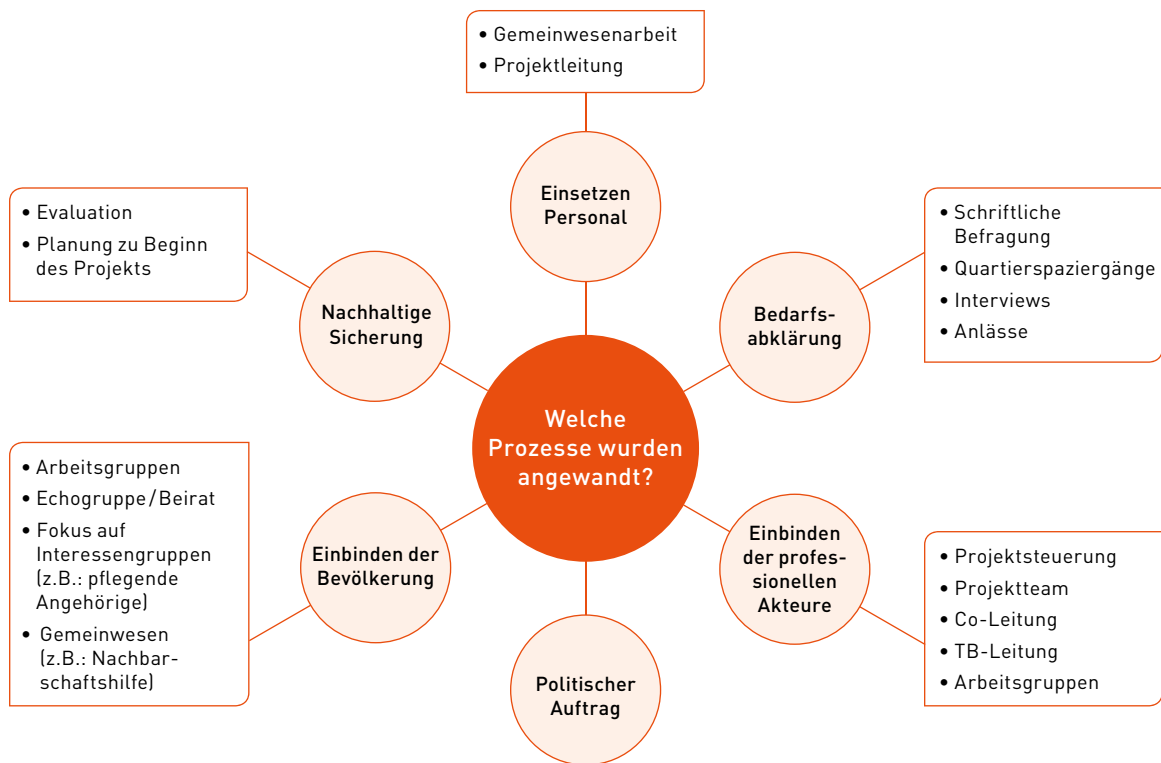 • Gemeinwesenarbeit
• Projektleitung
Einsetzen
Personal
• Evaluation
• Planung zu Beginn
des Projekts
Nachhaltige
Sicherung
• Schriftliche
Befragung
• Quartierspaziergänge
• Interviews
• Anlässe
Bedarfs-
abklärung
Welche
Prozesse wurden
angewandt?
• Arbeitsgruppen
• Echogruppe/Beirat
• Fokus auf
Interessengruppen
(z.B.: pflegende
Angehörige)
• Gemeinwesen
(z.B.: Nachbar-
schaftshilfe)
Einbinden der
Bevölkerung
Einbinden
der profes-
sionellen
Akteure
• Projektsteuerung
• Projektteam
• Co-Leitung
• TB-Leitung
• Arbeitsgruppen
Politischer
Auftrag